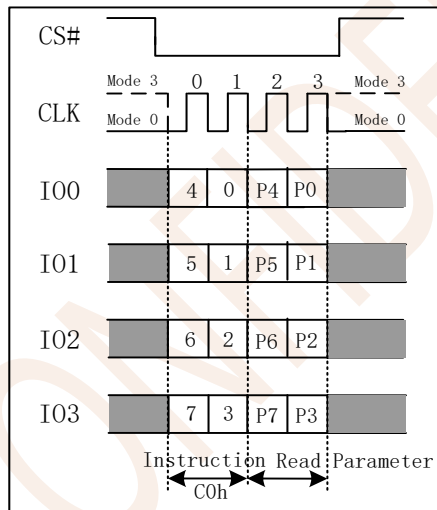 CS#
Mode 3 0 1 2 3 Mode 3
CLK
Mode 0 Mode 0
IO0 4 0 P4 P0
IO1 5 1 P5 P1
IO2 6 2 P6 P2
IO3 7 3 P7 P3
Instruction Read Parameter
C0h